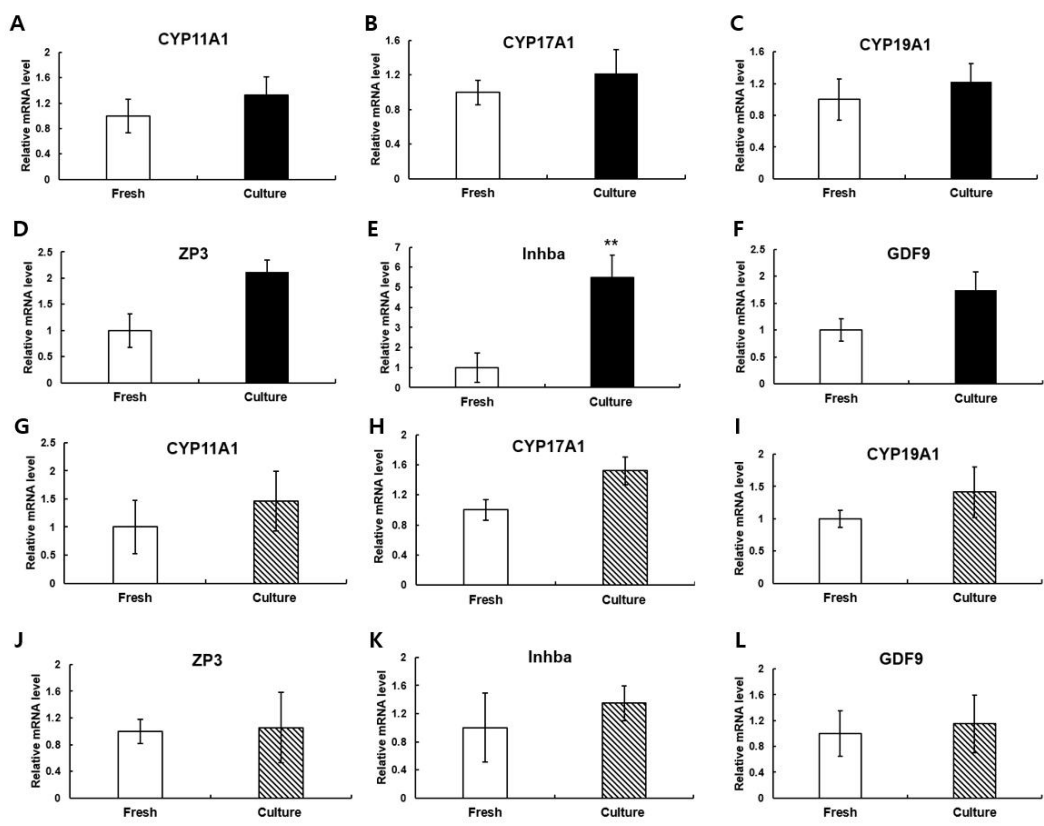 A
CYP11A1
Relative mRNA level
2
1.6
1.2
0.8
0.4
0
Fresh
Culture
B
CYP17A1
Relative mRNA level
1.6
1.2
0.8
0.4
0
Fresh
Culture
C
CYP19A1
Relative mRNA level
1.6
1.2
0.8
0.4
0
Fresh
Culture
D
ZP3
Relative mRNA level
2.5
2
1.5
1
0.5
0
Fresh
Culture
E
Inhba
**
Relative mRNA level
7
6
5
4
3
2
1
0
Fresh
Culture
F
GDF9
Relative mRNA level
2.5
2
1.5
1
0.5
0
Fresh
Culture
G
CYP11A1
Relative mRNA level
2.5
2
1.5
1
0.5
0
Fresh
Culture
H
CYP17A1
Relative mRNA level
2
1.6
1.2
0.8
0.4
0
Fresh
Culture
I
CYP19A1
Relative mRNA level
2
1.5
1
0.5
0
Fresh
Culture
J
ZP3
Relative mRNA level
2
1.6
1.2
0.8
0.4
0
Fresh
Culture
K
Inhba
Relative mRNA level
2
1.6
1.2
0.8
0.4
0
Fresh
Culture
L
GDF9
Relative mRNA level
2
1.6
1.2
0.8
0.4
0
Fresh
Culture